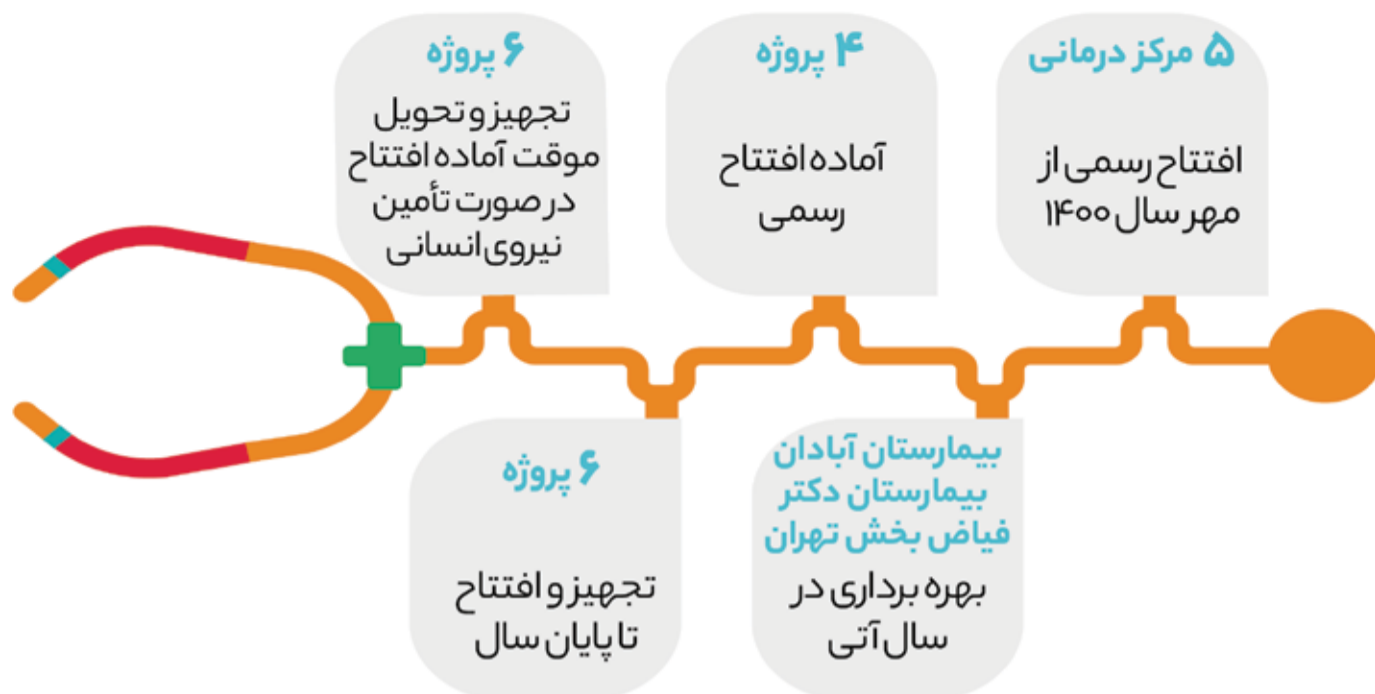 ۵ مرکز درمانی
افتتاح رسمی از
مهر سال ۱۴۰۰
۴ پروژه
آماده افتتاح
رسمی
۶ پروژه
تجهیز و تحویل
موقت آماده افتتاح
در صورت تأمین
نیروی انسانی
بیمارستان آبادان
بیمارستان دکتر
فیاض بخش تهران
بهره برداری در
سال آتی
۶ پروژه
تجهیز و افتتاح
تا پایان سال